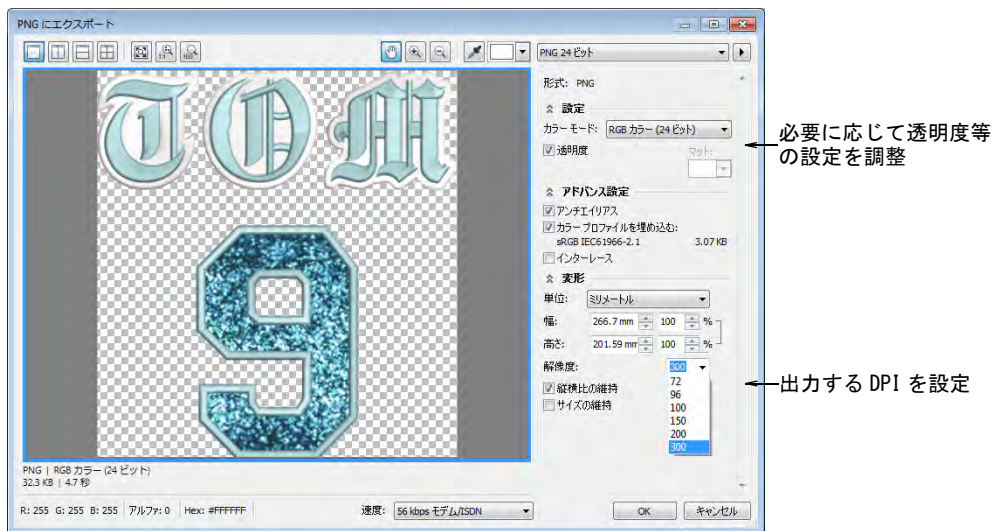 PNG にエクスポート
1:1
100
PNG 24 ビット
TOM
9
形式: PNG
設定
カラー モード: RGB カラー (24 ビット)
透明度
マット:
アドバンス設定
アンチエイリアス
カラー プロファイルを埋め込む:
sRGB IEC61966-2.1 3.07 KB
インターレース
変形
単位: ミリメートル
幅: 266.7 mm 100 %
高さ: 201.59 mm 100 %
解像度: 300
縦横比の維持
サイズの維持
72
96
100
150
200
300
PNG | RGB カラー (24 ビット)
32.3 KB | 4.7 秒
R: 255 G: 255 B: 255 アルファ: 0 Hex: #FFFFFF
速度: 56 kbps モデム/ISDN
OK
キャンセル
必要に応じて透明度等
の設定を調整
出力する DPI を設定